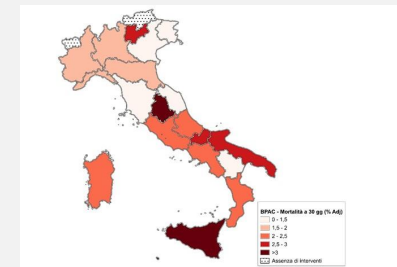 BPAC - Mortalità a 30 gg (% Adj)
0 - 1,5
1,5 - 2
2 - 2,5
2,5 - 3
>3
Assenza di interventi